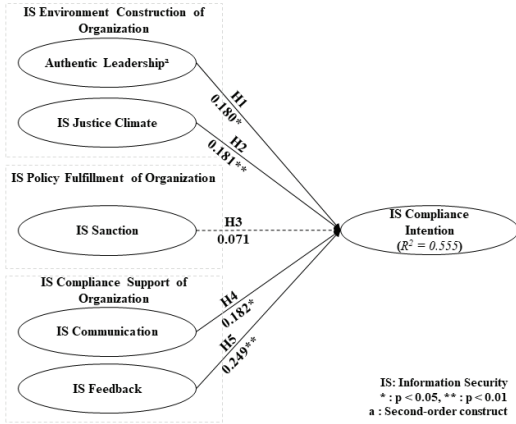 IS Environment Construction of
Organization
Authentic Leadershipª
H1
0.180*
IS Justice Climate
H2
0.181**
IS Policy Fulfillment of Organization
IS Sanction
H3
0.071
IS Compliance
Intention
(R² = 0.555)
IS Compliance Support of
Organization
IS Communication
H4
0.182*
IS Feedback
H5
0.249**
IS: Information Security
* : p < 0.05, ** : p < 0.01
a : Second-order construct